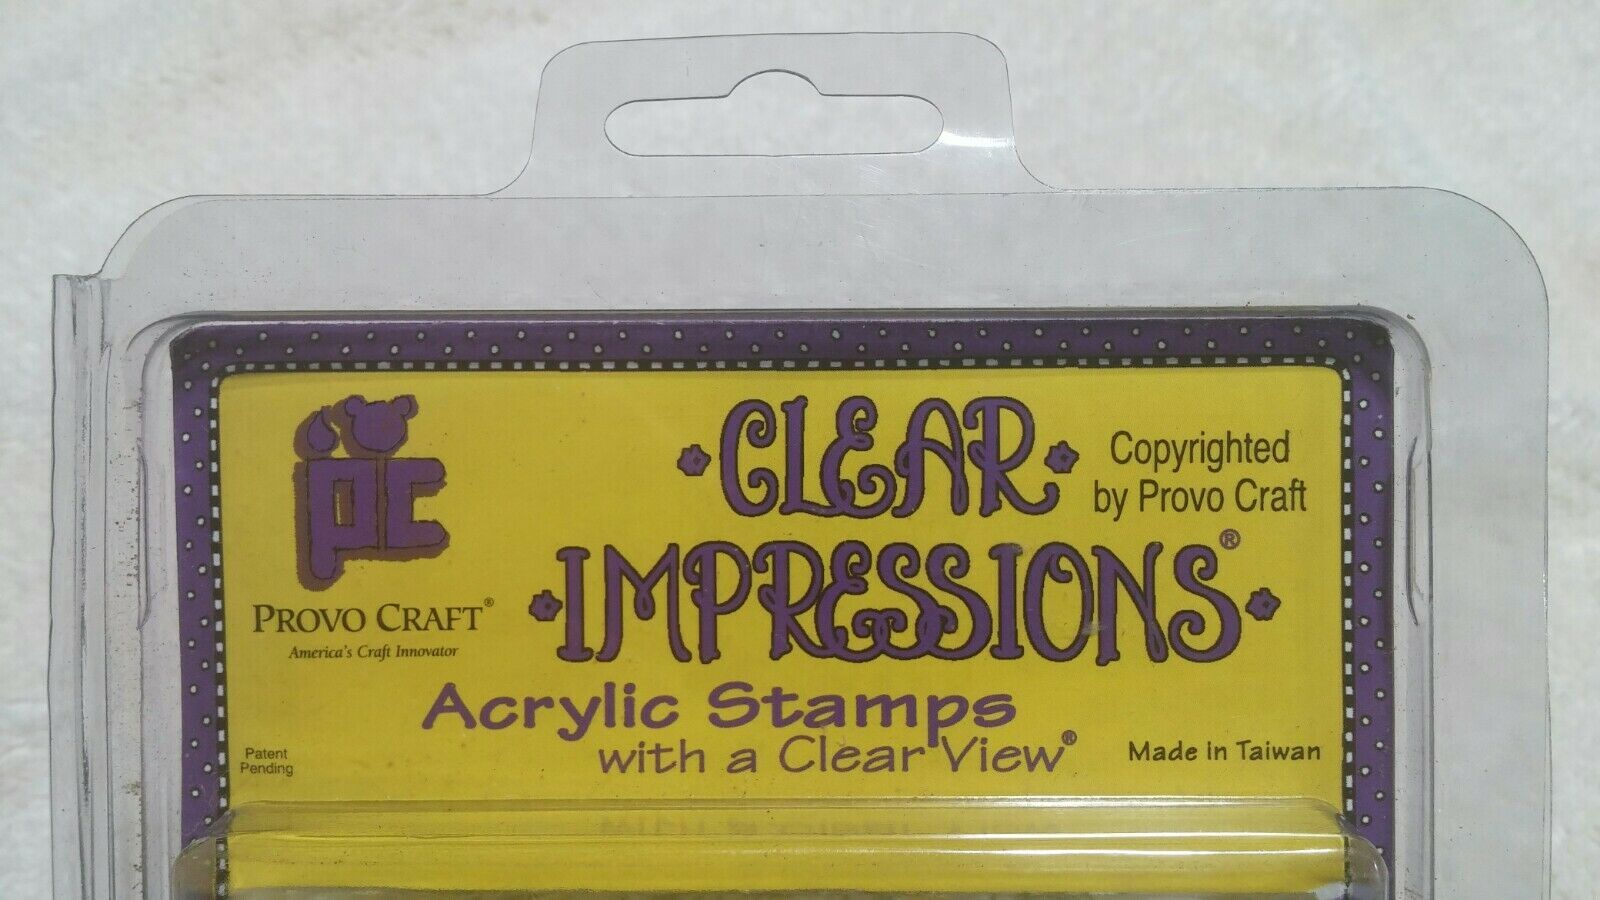 pc
PROVO CRAFT®
America's Craft Innovator
Patent
Pending
CLEAR
IMPRESSIONS®
Copyrighted
by Provo Craft
Acrylic Stamps
with a Clear View®
Made in Taiwan